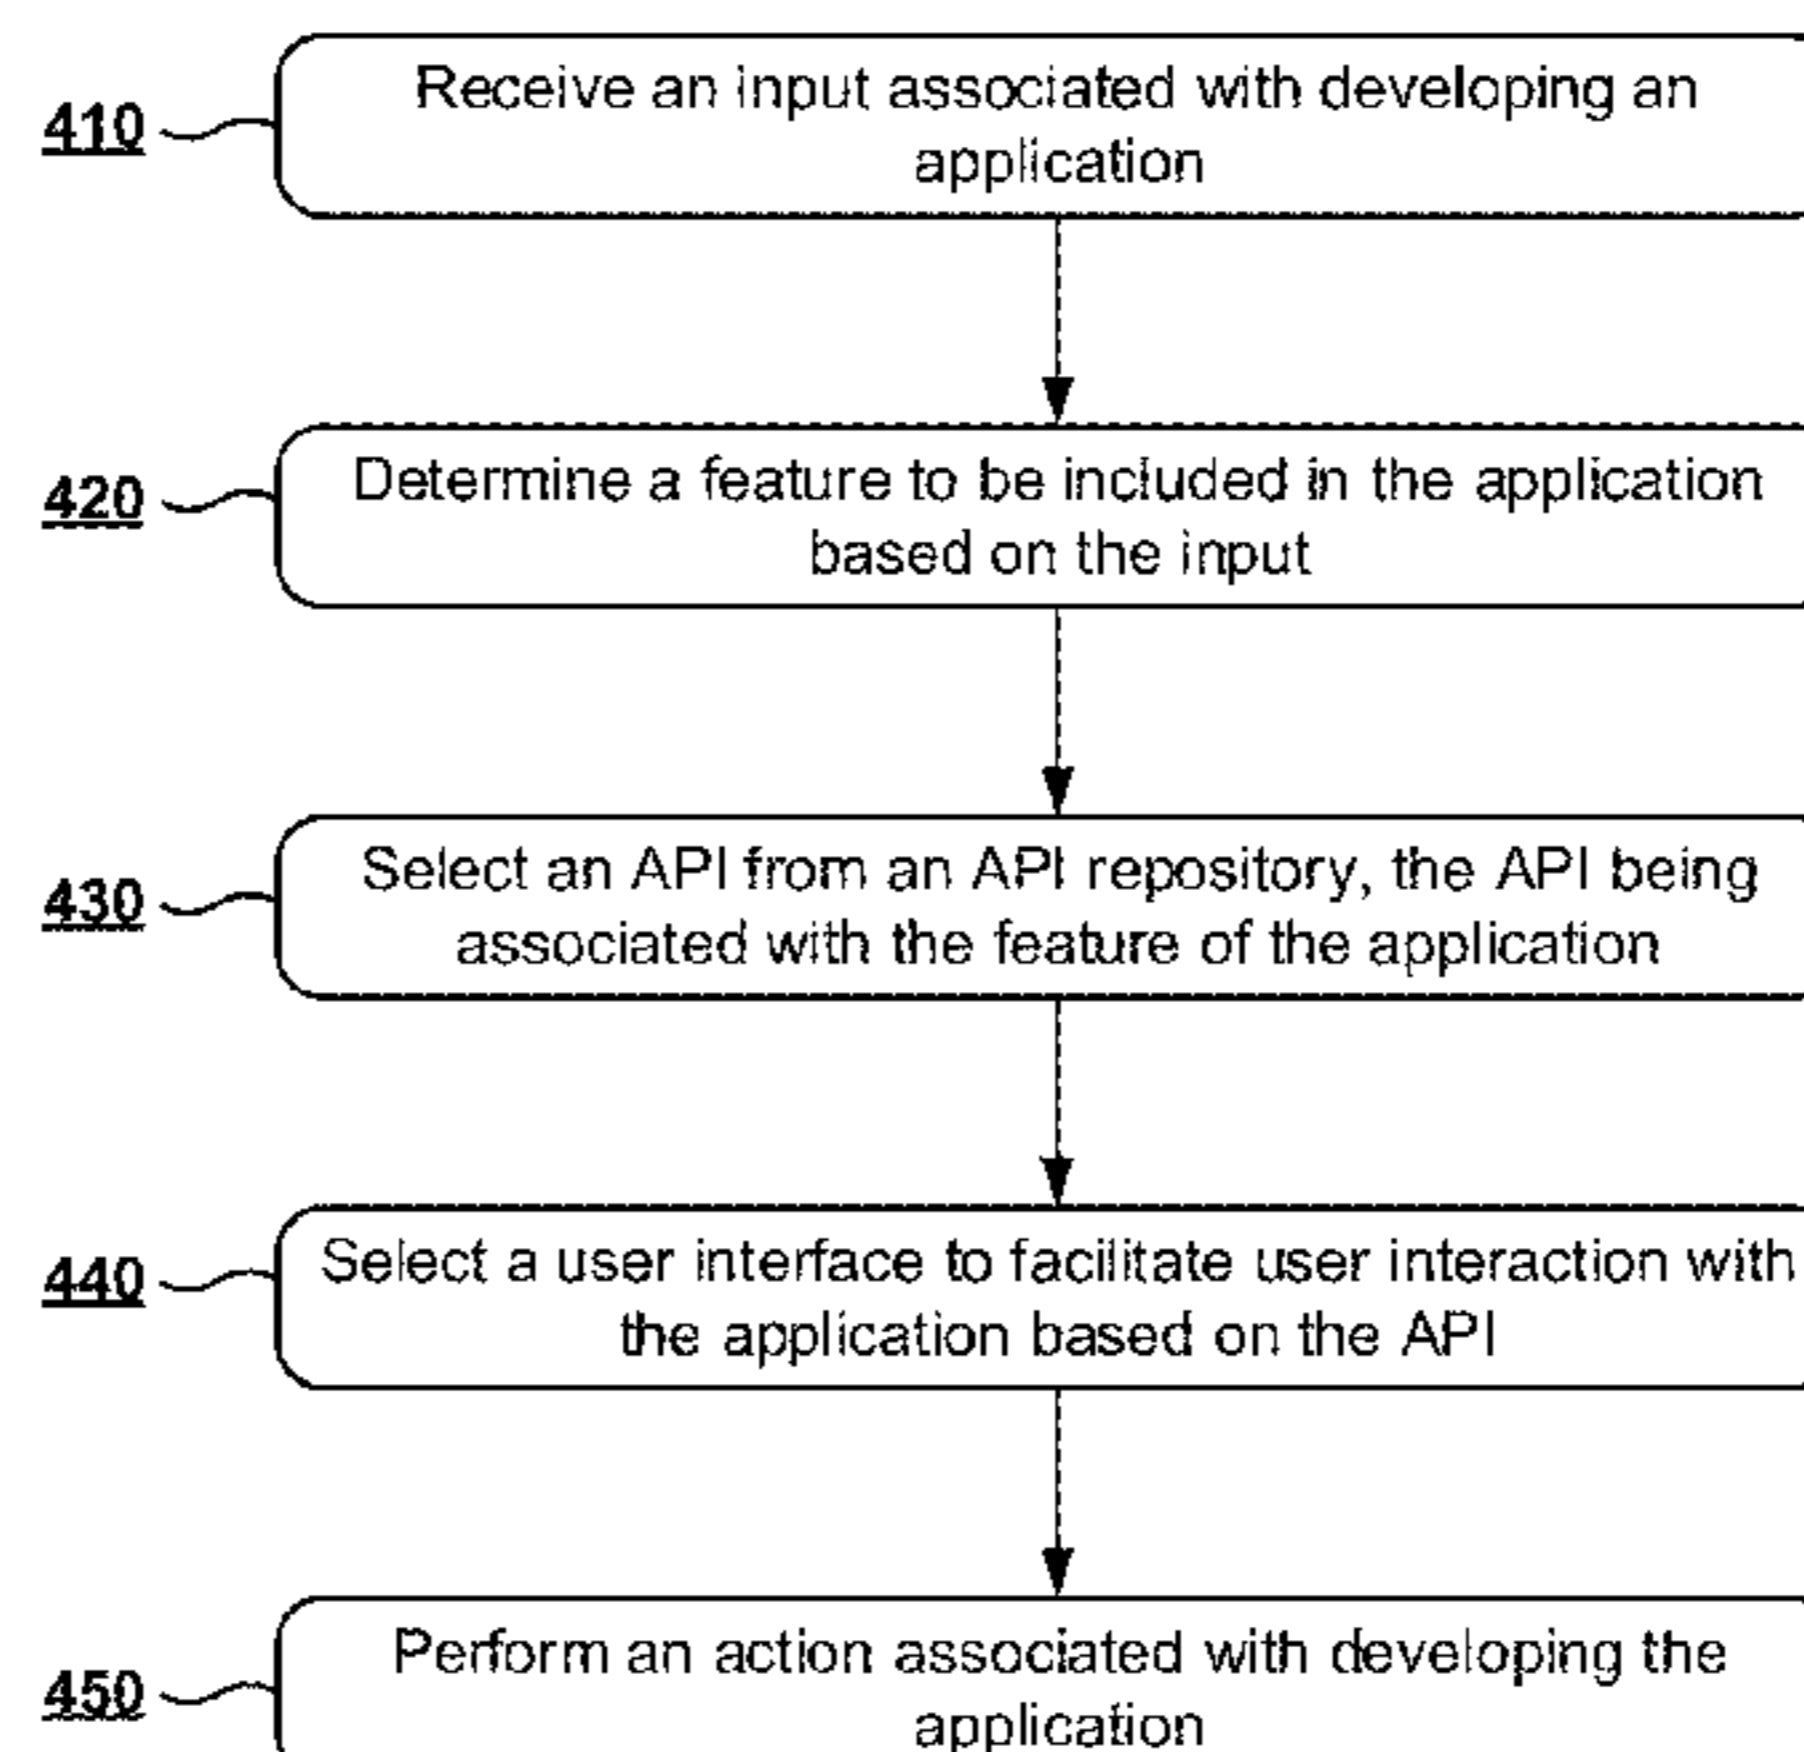 Receive an input associated with developing an
410
application
Determine a feature to be included in the application
420
based on the input
Select an API from an API repository, the API being
430
associated with the feature of the application
Select a user interface to facilitate user interaction with
440
the application based on the API
Perform an action associated with developing the
450
application